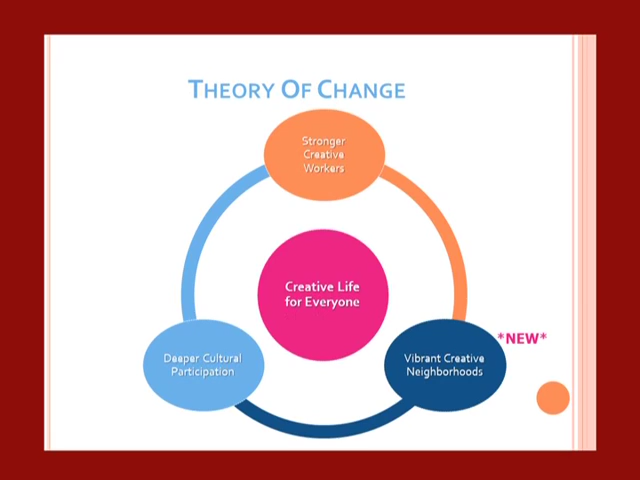 THEORY OF CHANGE
Stronger
Creative
Workers
Creative Life
for Everyone
*NEW*
Deeper Cultural
Participation
Vibrant Creative
Neighborhoods